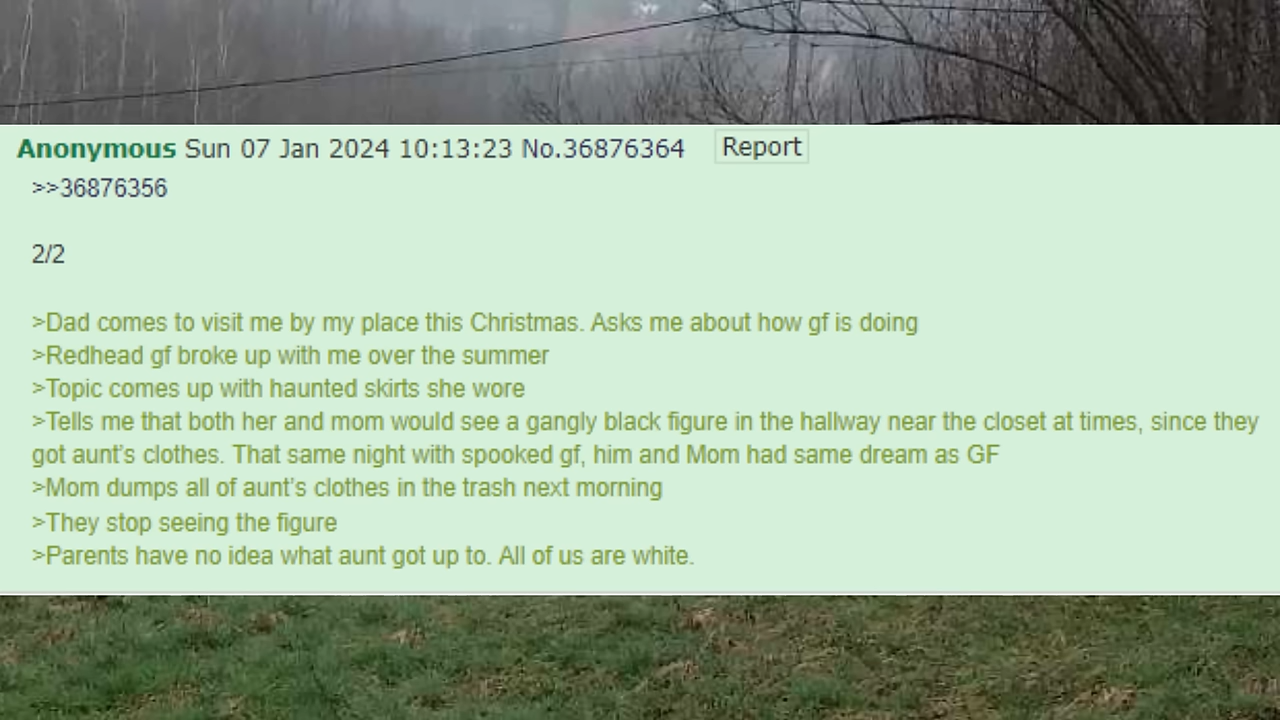 Anonymous Sun 07 Jan 2024 10:13:23 No.36876364 Report
>>36876356
2/2
>Dad comes to visit me by my place this Christmas. Asks me about how gf is doing
>Redhead gf broke up with me over the summer
>Topic comes up with haunted skirts she wore
>Tells me that both her and mom would see a gangly black figure in the hallway near the closet at times, since they
got aunt’s clothes. That same night with spooked gf, him and Mom had same dream as GF
>Mom dumps all of aunt’s clothes in the trash next morning
>They stop seeing the figure
>Parents have no idea what aunt got up to. All of us are white.